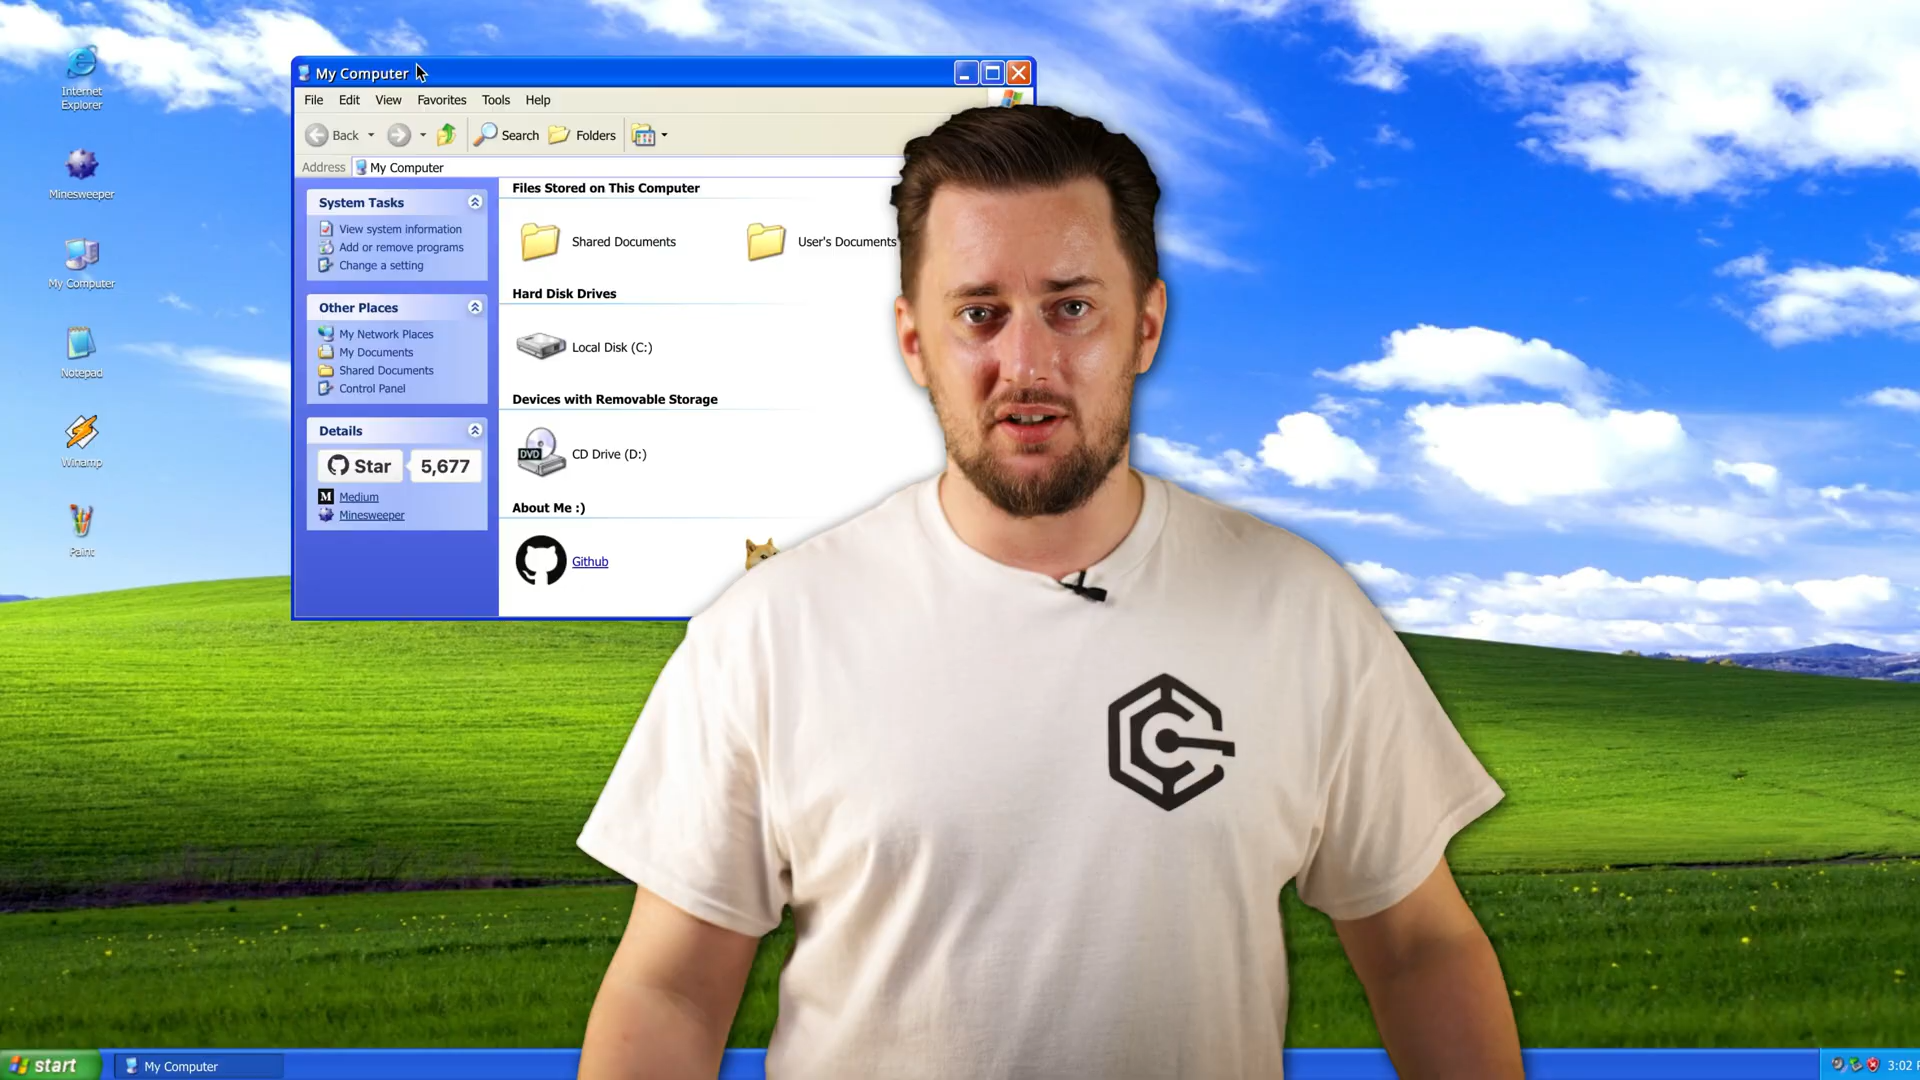 Internet
Explorer
Minesweeper
My Computer
Notepad
Winamp
Paint
My Computer
File Edit View Favorites Tools Help
Back Search Folders
Address My Computer
System Tasks
View system information
Add or remove programs
Change a setting
Other Places
My Network Places
My Documents
Shared Documents
Control Panel
Details
Star 5,677
M Medium
Minesweeper
Files Stored on This Computer
Shared Documents User's Documents
Hard Disk Drives
Local Disk (C:)
Devices with Removable Storage
DVD CD Drive (D:)
About Me :)
Github
start My Computer 3:02